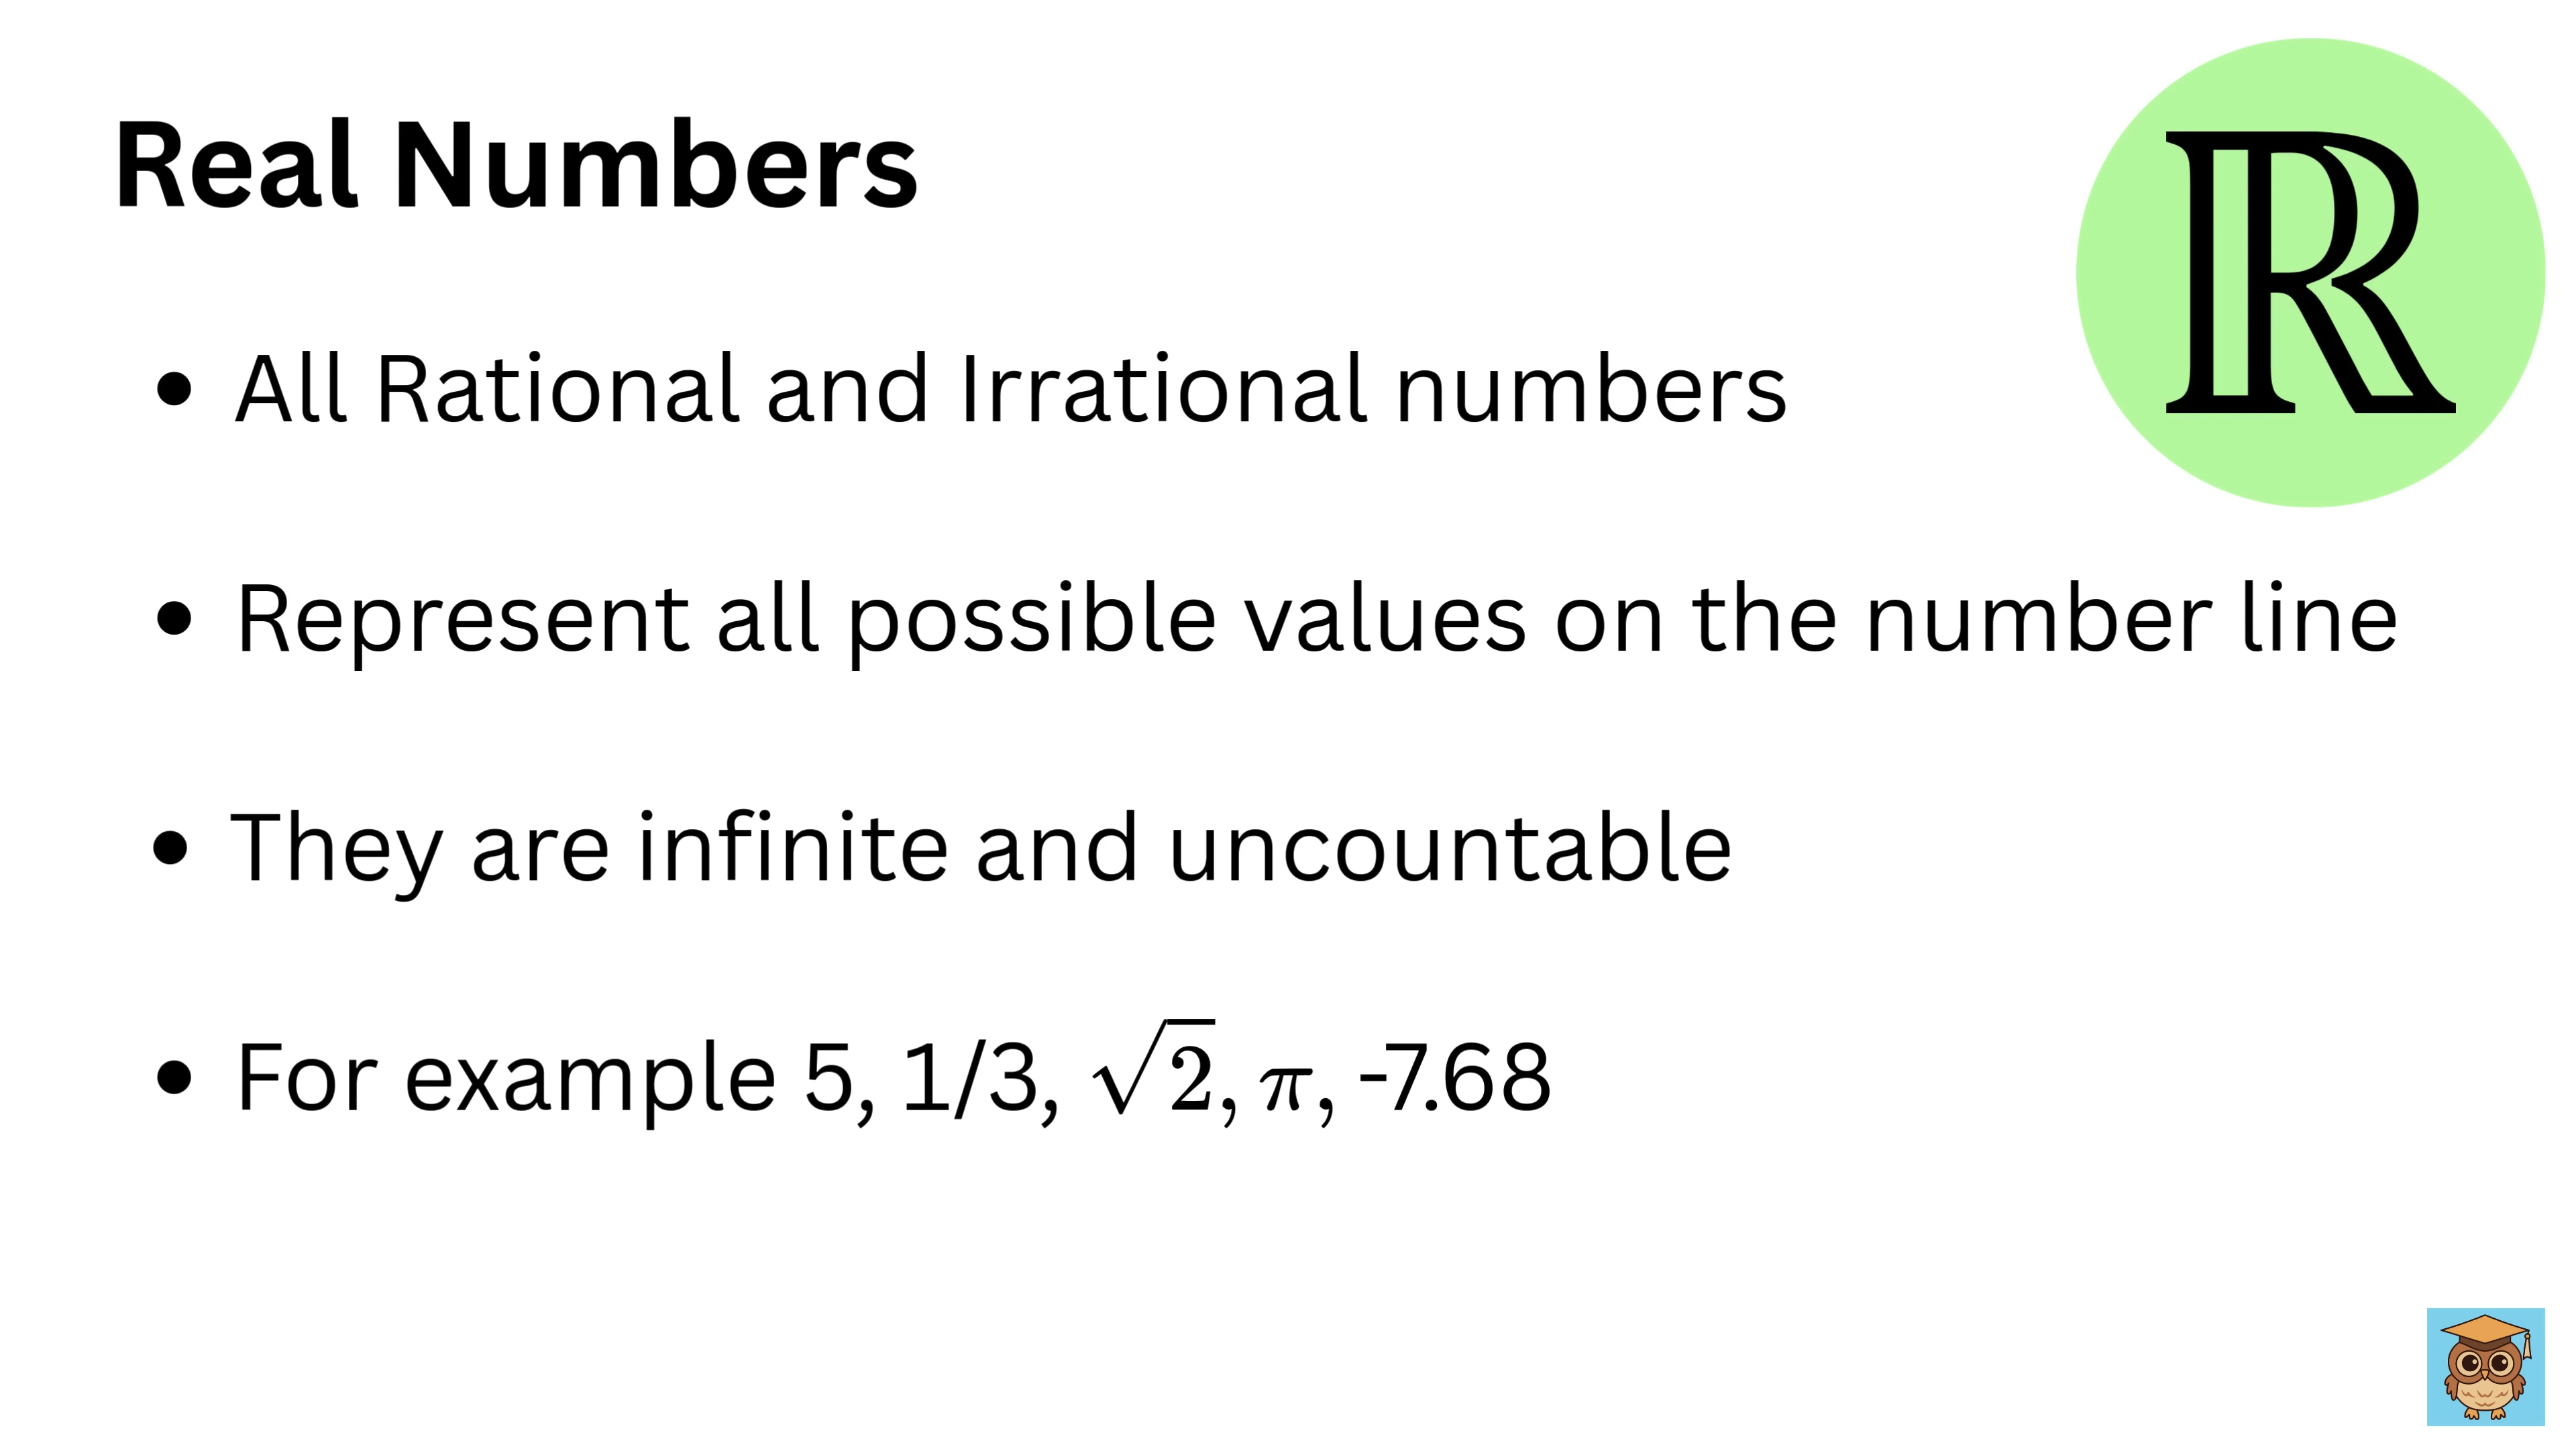 Real Numbers
ℝ
• All Rational and Irrational numbers
• Represent all possible values on the number line
• They are infinite and uncountable
• For example 5, 1/3, √2, π, -7.68